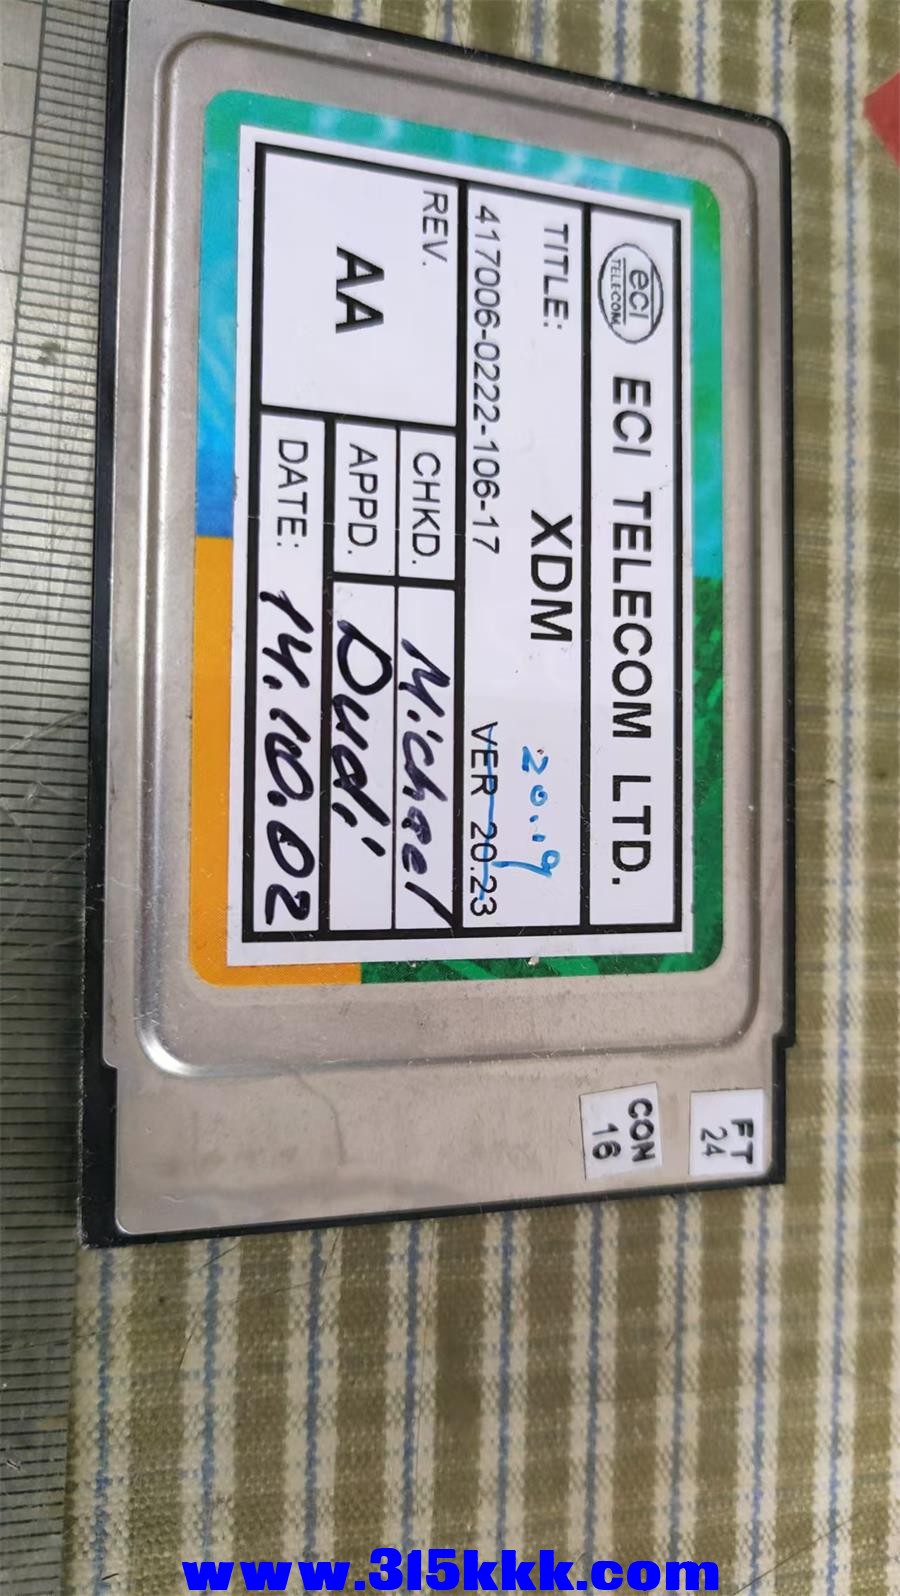 eci
TELECOM
ECI TELECOM LTD.
TITLE:
XDM
20.19
417006-0222-106-17
VER 20.23
REV.
AA
CHKD.
Michael
APPD.
Dudi
DATE:
14.10.02
FT
24
CON
16
www.315kkk.com